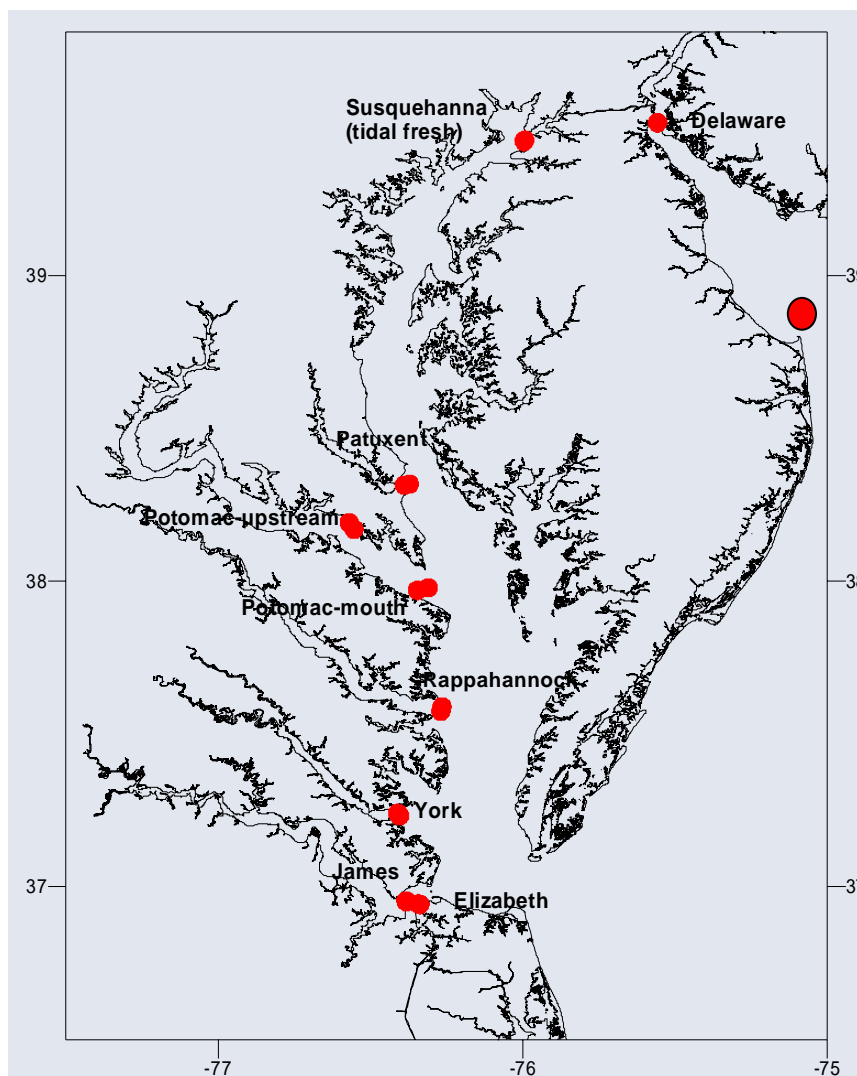 Susquehanna
(tidal fresh)
Delaware
39
39
Patuxent
Potomac-upstream
38
38
Potomac-mouth
Rappahannock
York
James
37
37
Elizabeth
-77
-76
-75